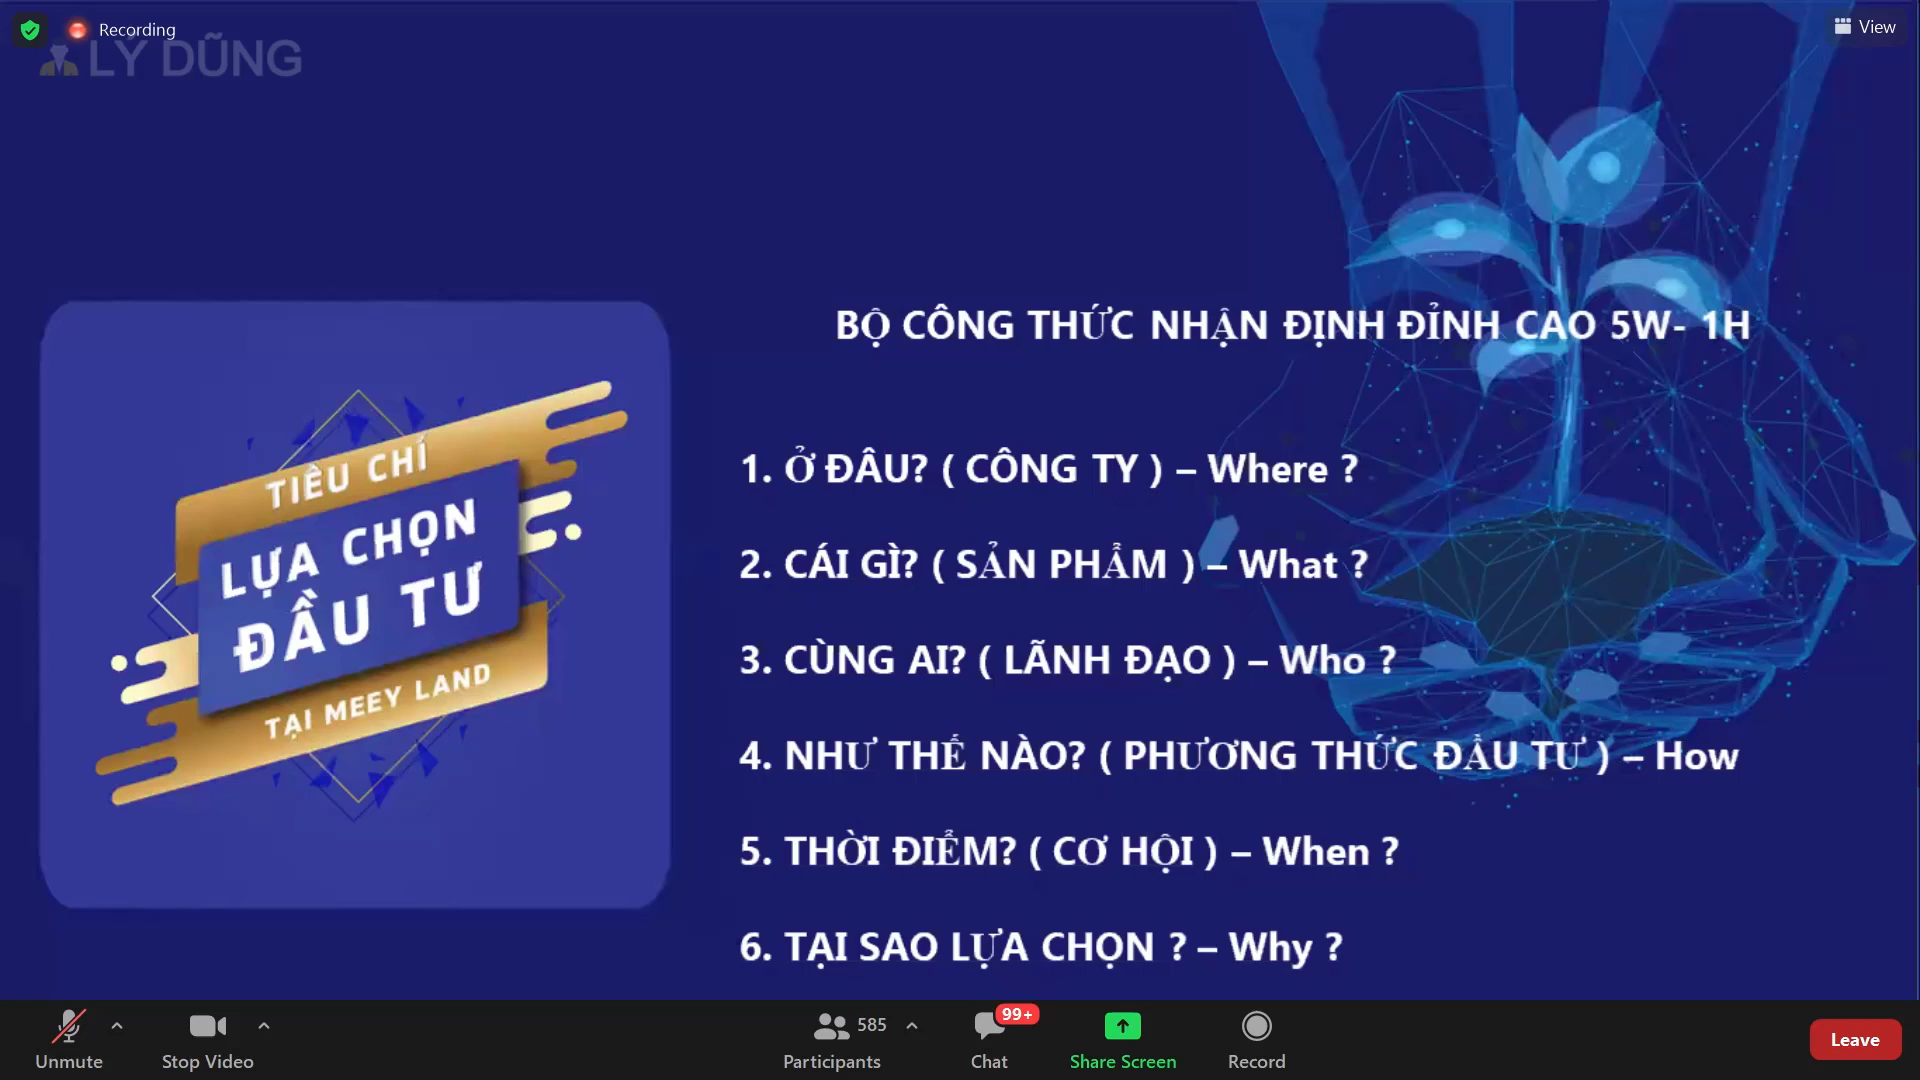 Recording
View
LÝ DŨNG
BỘ CÔNG THỨC NHẬN ĐỊNH ĐỈNH CAO 5W- 1H
TIÊU CHÍ
LỰA CHỌN
ĐẦU TƯ
TẠI MEEY LAND
1. Ở ĐÂU? ( CÔNG TY ) – Where ?
2. CÁI GÌ? ( SẢN PHẨM ) – What ?
3. CÙNG AI? ( LÃNH ĐẠO ) – Who ?
4. NHƯ THẾ NÀO? ( PHƯƠNG THỨC ĐẦU TƯ ) – How
5. THỜI ĐIỂM? ( CƠ HỘI ) – When ?
6. TẠI SAO LỰA CHỌN ? – Why ?
585
99+
Unmute
Stop Video
Participants
Chat
Share Screen
Record
Leave